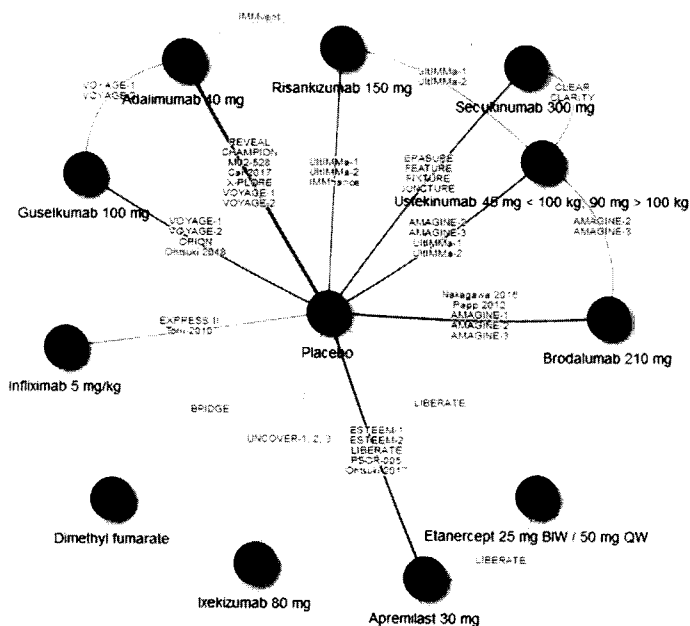 IMMvent
Risankizumab 150 mg
UltIMMa-1
UltIMMa-2
VOYAGE-1
VOYAGE-2
Adalimumab 40 mg
CLEAR
CLARITY
Secukinumab 300 mg
REVEAL
CHAMPION
M02-528
Cai 2017
X-PLORE
VOYAGE-1
VOYAGE-2
UltIMMa-1
UltIMMa-2
IMMhance
ERASURE
FEATURE
FIXTURE
JUNCTURE
Ustekinumab 45 mg < 100 kg, 90 mg > 100 kg
Guselkumab 100 mg
VOYAGE-1
VOYAGE-2
ORION
Ohtsuki 2018
AMAGINE-2
AMAGINE-3
UltIMMa-1
UltIMMa-2
AMAGINE-2
AMAGINE-3
Nakagawa 2016
Papp 2012
AMAGINE-1
AMAGINE-2
AMAGINE-3
EXPRESS II
Torii 2010
Placebo
Brodalumab 210 mg
Infliximab 5 mg/kg
BRIDGE
LIBERATE
UNCOVER-1, 2, 3
ESTEEM-1
ESTEEM-2
LIBERATE
PSOR-005
Ohtsuki 2017
Dimethyl fumarate
Etanercept 25 mg BIW / 50 mg QW
LIBERATE
Ixekizumab 80 mg
Apremilast 30 mg